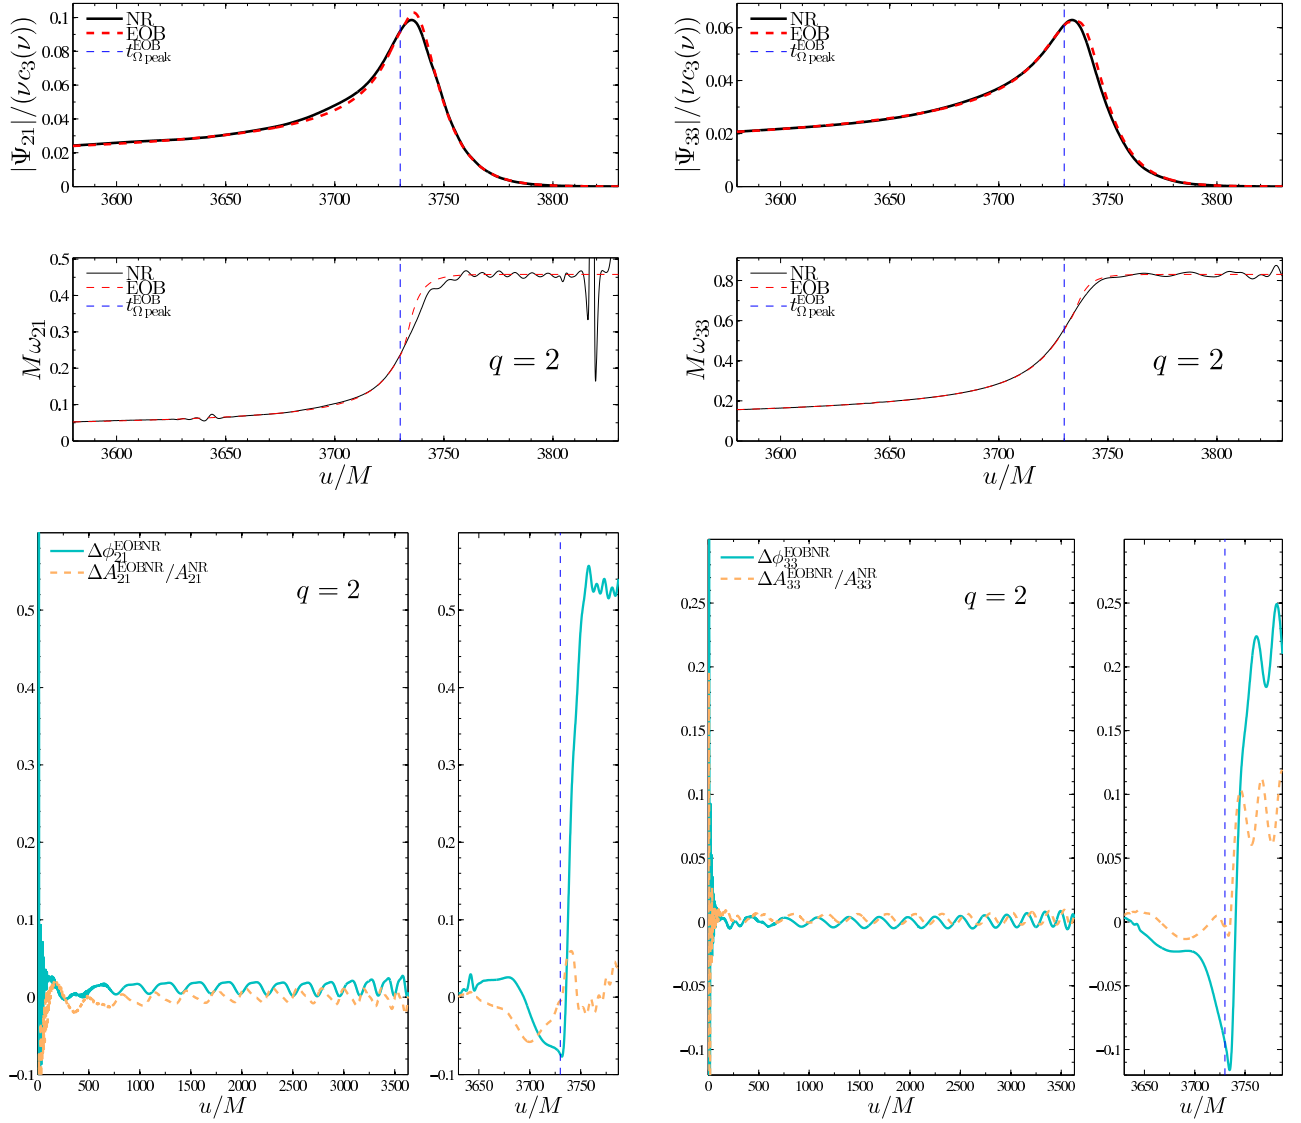 |Ψ21|/(νc3(ν))
0.1
0.08
0.06
0.04
0.02
0
NR
EOB
t^EOB_Ω peak
3600 3650 3700 3750 3800
|Ψ33|/(νc3(ν))
0.06
0.04
0.02
0
NR
EOB
t^EOB_Ω peak
3600 3650 3700 3750 3800
Mω21
0.5
0.4
0.3
0.2
0.1
0
NR
EOB
t^EOB_Ω peak
q = 2
3600 3650 3700 3750 3800
u/M
Mω33
0.8
0.6
0.4
0.2
0
NR
EOB
t^EOB_Ω peak
q = 2
3600 3650 3700 3750 3800
u/M
Δϕ^EOBNR_21
ΔA^EOBNR_21/A^NR_21
q = 2
0.5
0.4
0.3
0.2
0.1
0
−0.1
0 500 1000 1500 2000 2500 3000 3500
u/M
0.5
0.4
0.3
0.2
0.1
0
−0.1
3650 3700 3750
u/M
Δϕ^EOBNR_33
ΔA^EOBNR_33/A^NR_33
q = 2
0.25
0.2
0.15
0.1
0.05
0
−0.05
−0.1
0 500 1000 1500 2000 2500 3000 3500
u/M
0.25
0.2
0.15
0.1
0.05
0
−0.05
−0.1
3650 3700 3750
u/M